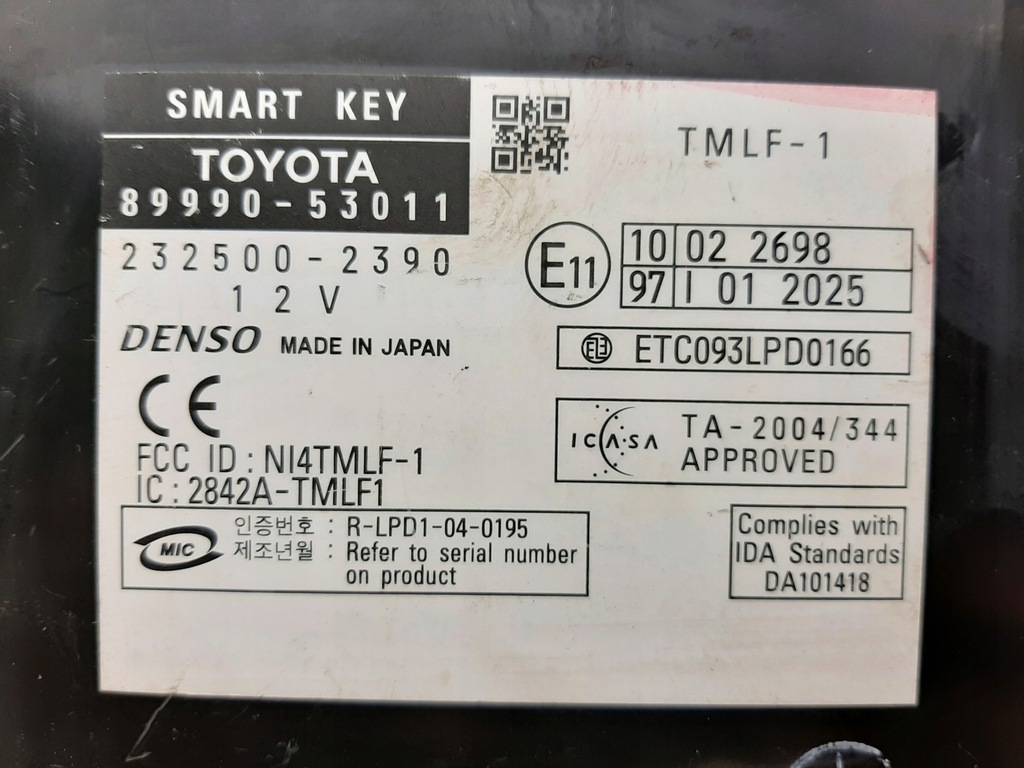 SMART KEY
TOYOTA
89990-53011
232500-2390
12V
DENSO MADE IN JAPAN
CE
FCC ID : NI4TMLF-1
IC : 2842A-TMLF1
MIC
인증번호 : R-LPD1-04-0195
제조년월 : Refer to serial number
on product
TMLF-1
E11
10 02 2698
97 I 01 2025
ETC093LPD0166
ICASA
TA-2004/344
APPROVED
Complies with
IDA Standards
DA101418